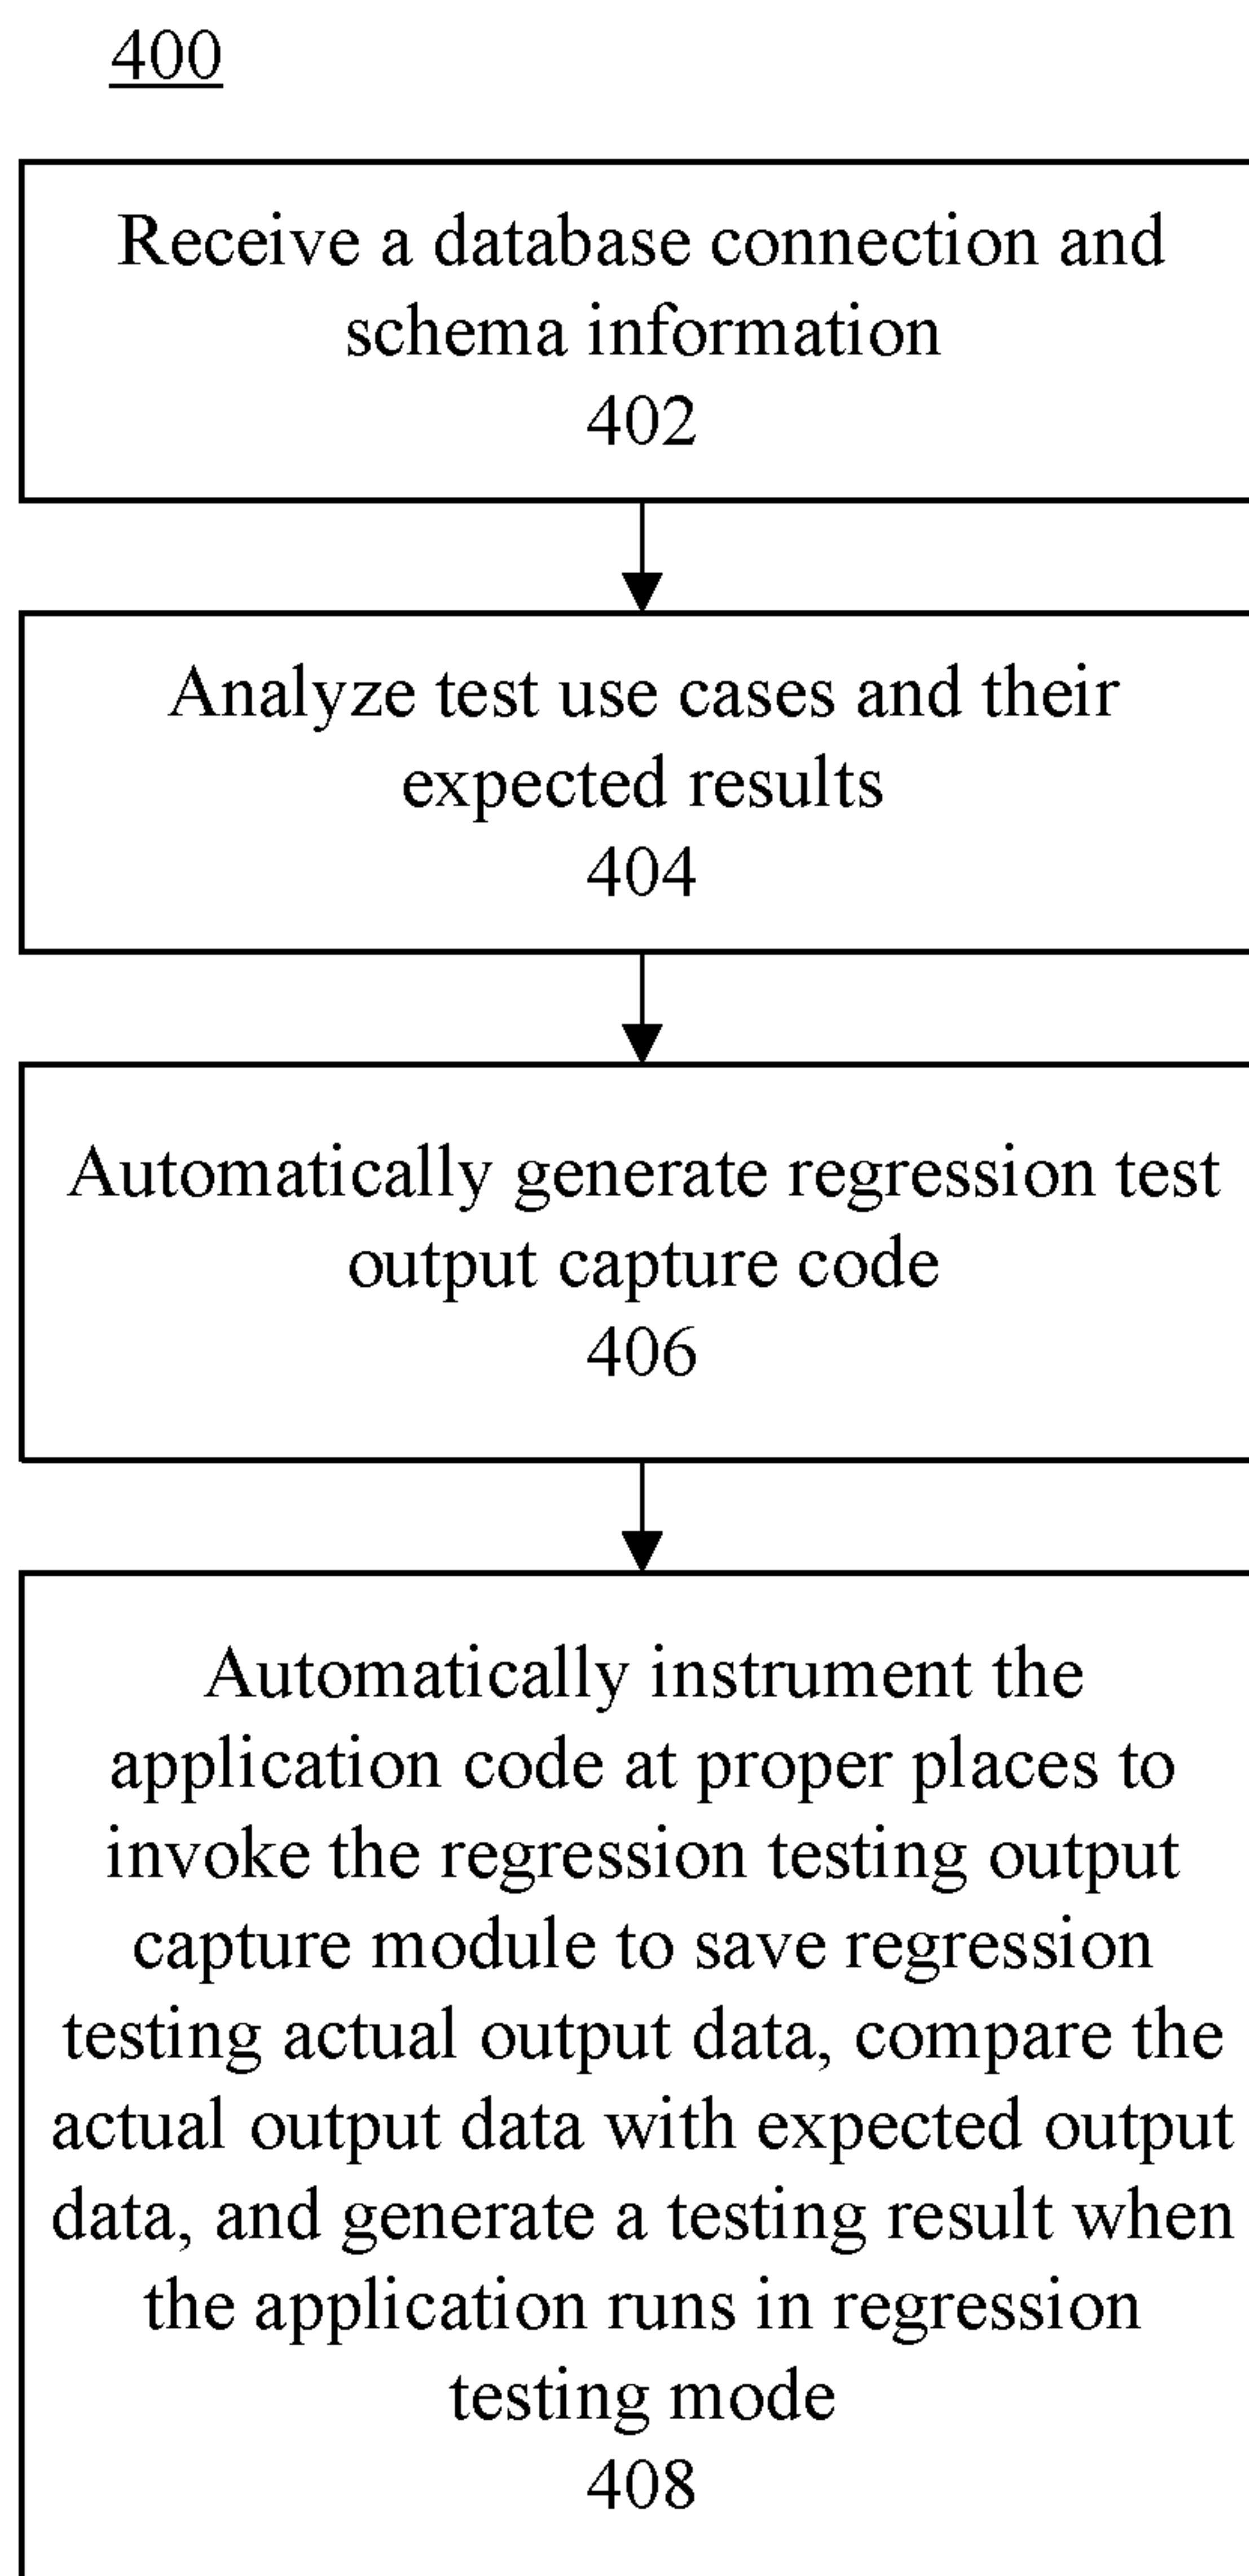 400
Receive a database connection and
schema information
402
Analyze test use cases and their
expected results
404
Automatically generate regression test
output capture code
406
Automatically instrument the
application code at proper places to
invoke the regression testing output
capture module to save regression
testing actual output data, compare the
actual output data with expected output
data, and generate a testing result when
the application runs in regression
testing mode
408